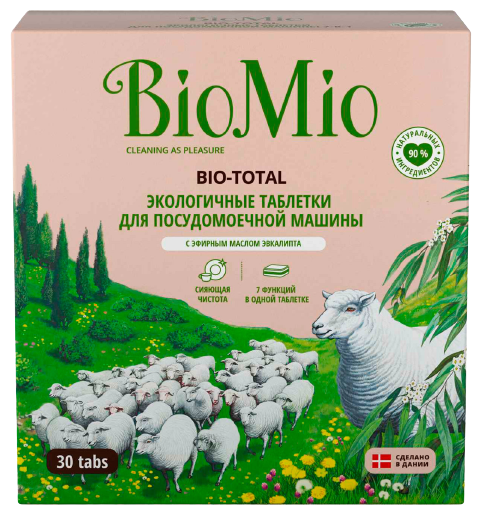 BioMio
CLEANING AS PLEASURE
НАТУРАЛЬНЫХ
90 %
ИНГРЕДИЕНТОВ
BIO-TOTAL
ЭКОЛОГИЧНЫЕ ТАБЛЕТКИ
ДЛЯ ПОСУДОМОЕЧНОЙ МАШИНЫ
С ЭФИРНЫМ МАСЛОМ ЭВКАЛИПТА
СИЯЮЩАЯ
ЧИСТОТА
7 ФУНКЦИЙ
В ОДНОЙ ТАБЛЕТКЕ
30 tabs
СДЕЛАНО
В ДАНИИ